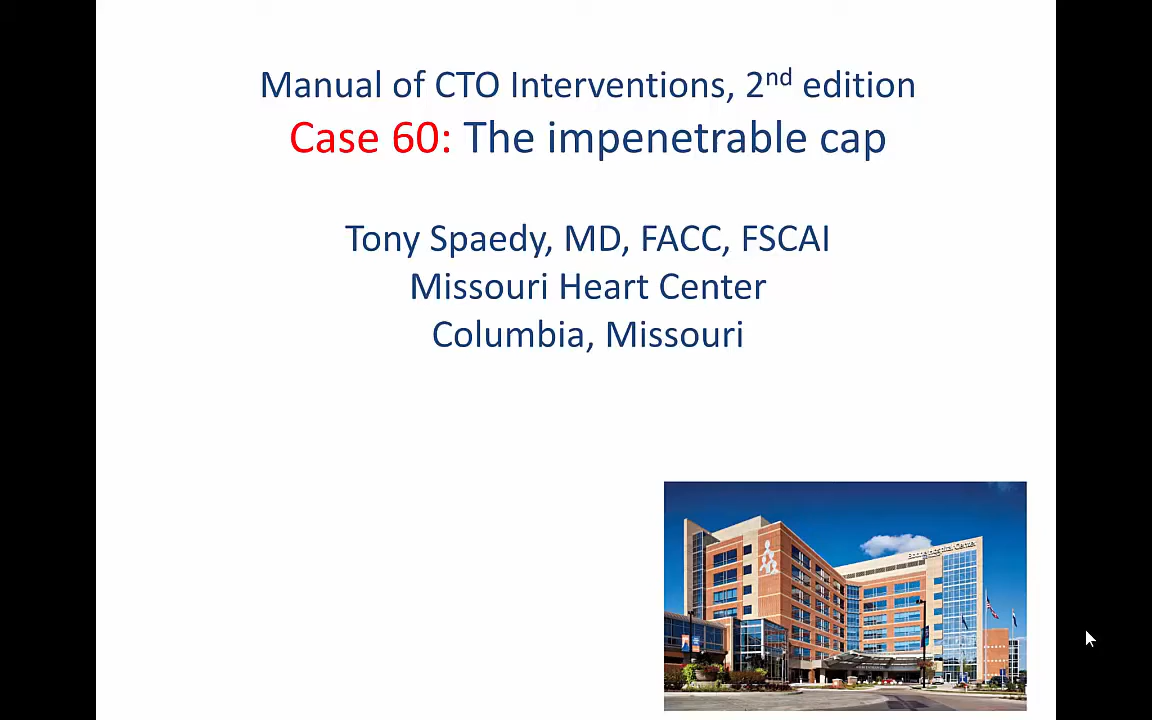 Manual of CTO Interventions, 2nd edition
Case 60: The impenetrable cap
Tony Spaedy, MD, FACC, FSCAI
Missouri Heart Center
Columbia, Missouri